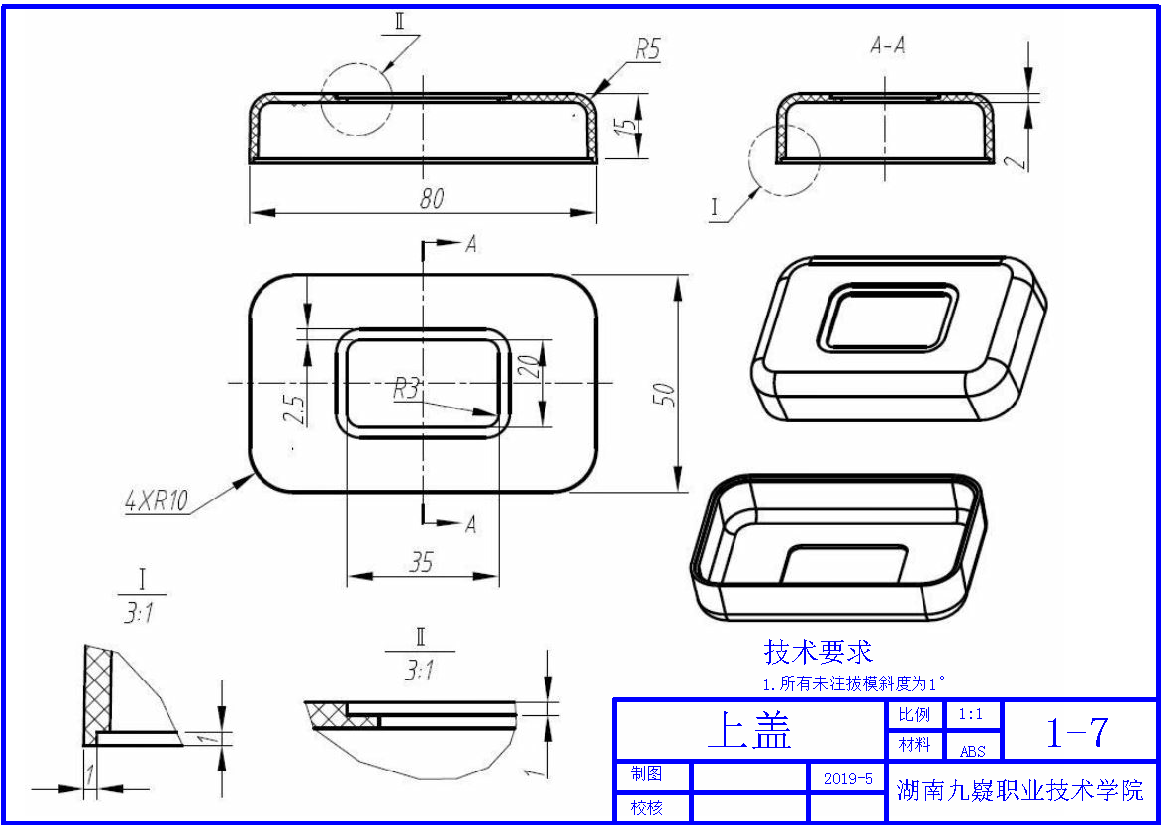 Ⅱ
R5
A-A
15
2
80
Ⅰ
A
2.5
20
R3
50
4XR10
A
35
Ⅰ
3:1
Ⅱ
3:1
1
1
1
技术要求
1.所有未注拔模斜度为1°
上盖
比例
1:1
1-7
材料
ABS
制图
2019-5
湖南九嶷职业技术学院
校核